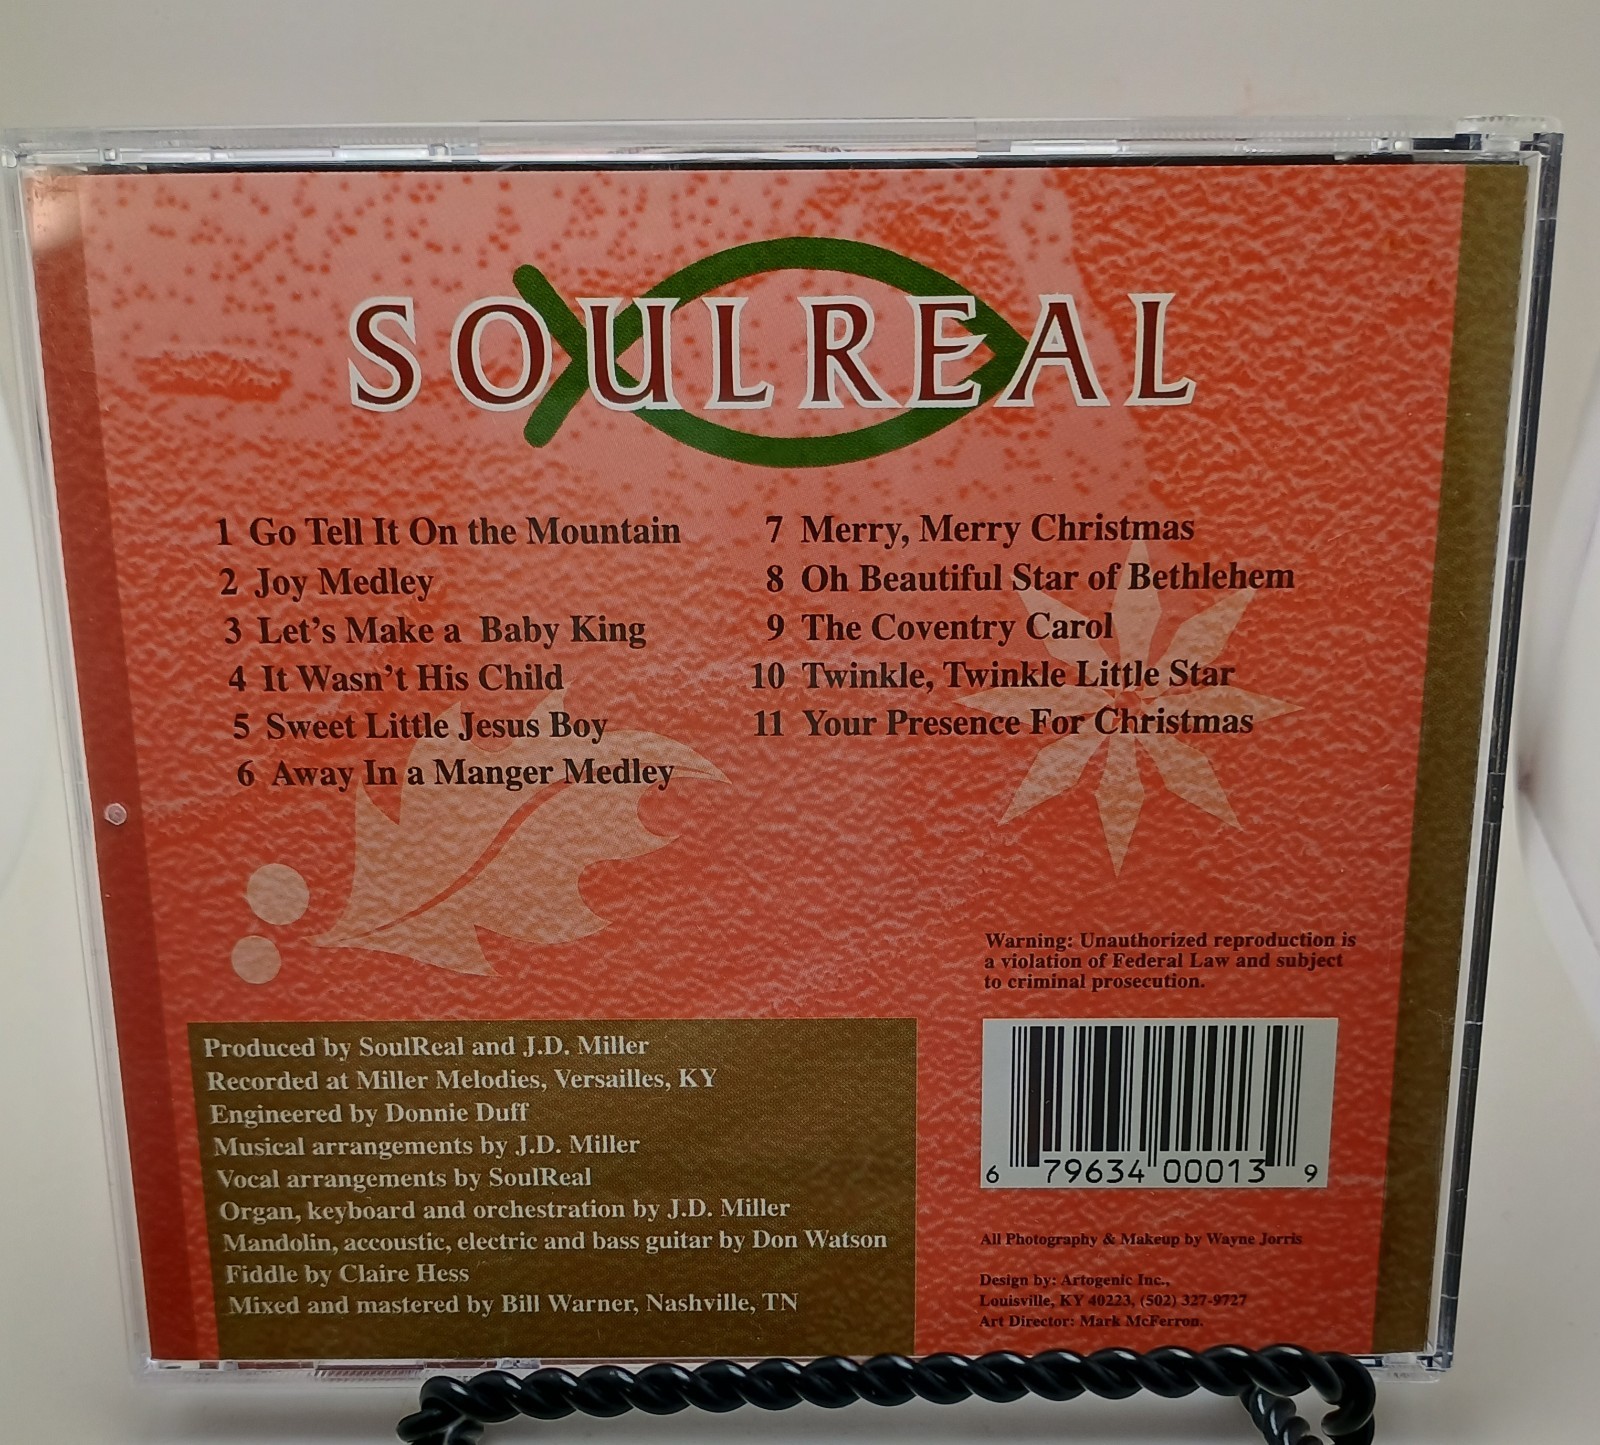 SOULREAL
1 Go Tell It On the Mountain
2 Joy Medley
3 Let's Make a Baby King
4 It Wasn't His Child
5 Sweet Little Jesus Boy
6 Away In a Manger Medley
7 Merry, Merry Christmas
8 Oh Beautiful Star of Bethlehem
9 The Coventry Carol
10 Twinkle, Twinkle Little Star
11 Your Presence For Christmas
Produced by SoulReal and J.D. Miller
Recorded at Miller Melodies, Versailles, KY
Engineered by Donnie Duff
Musical arrangements by J.D. Miller
Vocal arrangements by SoulReal
Organ, keyboard and orchestration by J.D. Miller
Mandolin, accoustic, electric and bass guitar by Don Watson
Fiddle by Claire Hess
Mixed and mastered by Bill Warner, Nashville, TN
Warning: Unauthorized reproduction is
a violation of Federal Law and subject
to criminal prosecution.
6 79634 00013 9
All Photography & Makeup by Wayne Jorris
Design by: Artogenic Inc.,
Louisville, KY 40223, (502) 327-9727
Art Director: Mark McFerron.